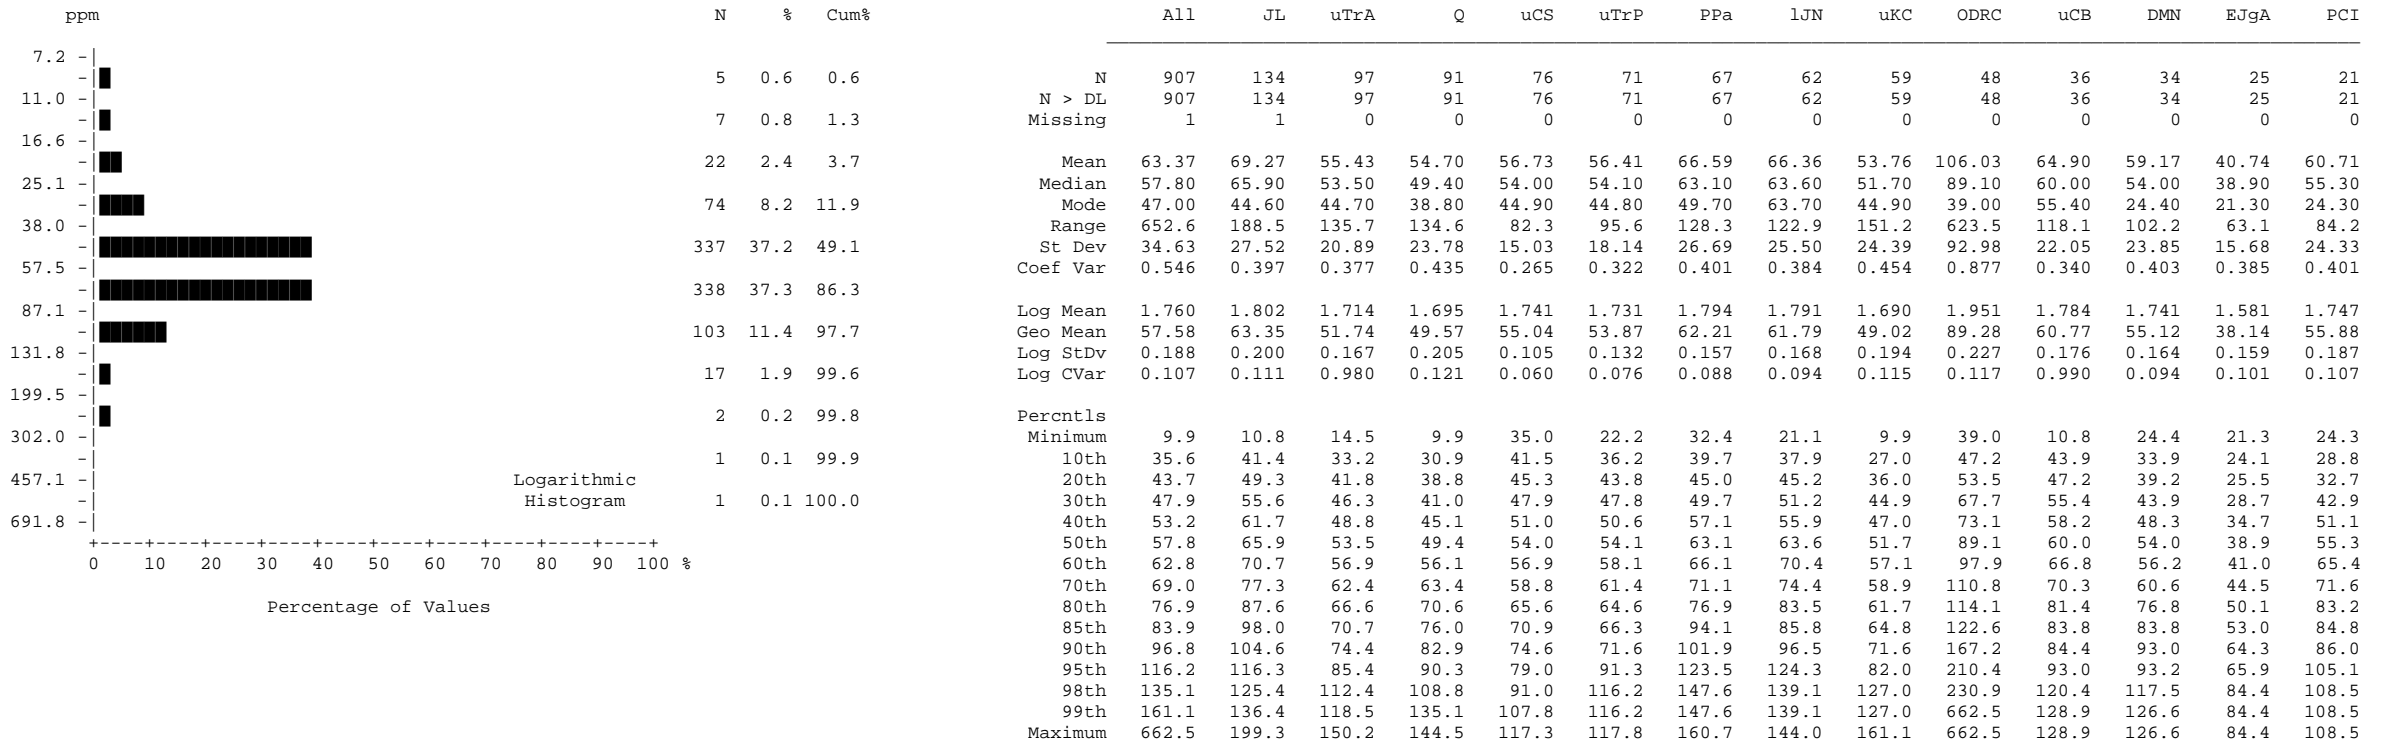 ppm N % Cum% All JL uTrA Q uCS uTrP PPa lJN uKC ODRC uCB DMN EJgA PCI
7.2
5 0.6 0.6 N 907 134 97 91 76 71 67 62 59 48 36 34 25 21
11.0 N > DL 907 134 97 91 76 71 67 62 59 48 36 34 25 21
7 0.8 1.3 Missing 1 1 0 0 0 0 0 0 0 0 0 0 0 0
16.6
22 2.4 3.7 Mean 63.37 69.27 55.43 54.70 56.73 56.41 66.59 66.36 53.76 106.03 64.90 59.17 40.74 60.71
25.1 Median 57.80 65.90 53.50 49.40 54.00 54.10 63.10 63.60 51.70 89.10 60.00 54.00 38.90 55.30
74 8.2 11.9 Mode 47.00 44.60 44.70 38.80 44.90 44.80 49.70 63.70 44.90 39.00 55.40 24.40 21.30 24.30
38.0 Range 652.6 188.5 135.7 134.6 82.3 95.6 128.3 122.9 151.2 623.5 118.1 102.2 63.1 84.2
337 37.2 49.1 St Dev 34.63 27.52 20.89 23.78 15.03 18.14 26.69 25.50 24.39 92.98 22.05 23.85 15.68 24.33
57.5 Coef Var 0.546 0.397 0.377 0.435 0.265 0.322 0.401 0.384 0.454 0.877 0.340 0.403 0.385 0.401
338 37.3 86.3
87.1 Log Mean 1.760 1.802 1.714 1.695 1.741 1.731 1.794 1.791 1.690 1.951 1.784 1.741 1.581 1.747
103 11.4 97.7 Geo Mean 57.58 63.35 51.74 49.57 55.04 53.87 62.21 61.79 49.02 89.28 60.77 55.12 38.14 55.88
131.8 Log StDv 0.188 0.200 0.167 0.205 0.105 0.132 0.157 0.168 0.194 0.227 0.176 0.164 0.159 0.187
17 1.9 99.6 Log CVar 0.107 0.111 0.980 0.121 0.060 0.076 0.088 0.094 0.115 0.117 0.990 0.094 0.101 0.107
199.5
2 0.2 99.8 Percntls
302.0 Minimum 9.9 10.8 14.5 9.9 35.0 22.2 32.4 21.1 9.9 39.0 10.8 24.4 21.3 24.3
1 0.1 99.9 10th 35.6 41.4 33.2 30.9 41.5 36.2 39.7 37.9 27.0 47.2 43.9 33.9 24.1 28.8
457.1 Logarithmic 20th 43.7 49.3 41.8 38.8 45.3 43.8 45.0 45.2 36.0 53.5 47.2 39.2 25.5 32.7
Histogram 1 0.1 100.0 30th 47.9 55.6 46.3 41.0 47.9 47.8 49.7 51.2 44.9 67.7 55.4 43.9 28.7 42.9
691.8 40th 53.2 61.7 48.8 45.1 51.0 50.6 57.1 55.9 47.0 73.1 58.2 48.3 34.7 51.1
50th 57.8 65.9 53.5 49.4 54.0 54.1 63.1 63.6 51.7 89.1 60.0 54.0 38.9 55.3
0 10 20 30 40 50 60 70 80 90 100 % 60th 62.8 70.7 56.9 56.1 56.9 58.1 66.1 70.4 57.1 97.9 66.8 56.2 41.0 65.4
70th 69.0 77.3 62.4 63.4 58.8 61.4 71.1 74.4 58.9 110.8 70.3 60.6 44.5 71.6
Percentage of Values 80th 76.9 87.6 66.6 70.6 65.6 64.6 76.9 83.5 61.7 114.1 81.4 76.8 50.1 83.2
85th 83.9 98.0 70.7 76.0 70.9 66.3 94.1 85.8 64.8 122.6 83.8 83.8 53.0 84.8
90th 96.8 104.6 74.4 82.9 74.6 71.6 101.9 96.5 71.6 167.2 84.4 93.0 64.3 86.0
95th 116.2 116.3 85.4 90.3 79.0 91.3 123.5 124.3 82.0 210.4 93.0 93.2 65.9 105.1
98th 135.1 125.4 112.4 108.8 91.0 116.2 147.6 139.1 127.0 230.9 120.4 117.5 84.4 108.5
99th 161.1 136.4 118.5 135.1 107.8 116.2 147.6 139.1 127.0 662.5 128.9 126.6 84.4 108.5
Maximum 662.5 199.3 150.2 144.5 117.3 117.8 160.7 144.0 161.1 662.5 128.9 126.6 84.4 108.5